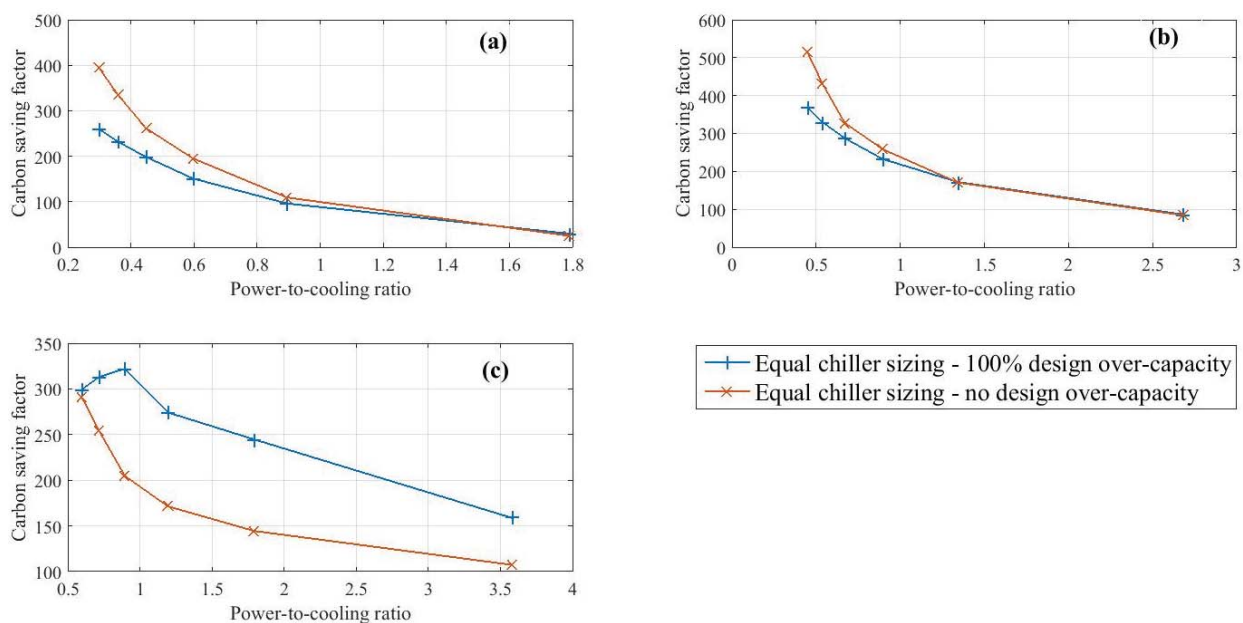 (a)
Carbon saving factor
500
400
300
200
100
0
0.2 0.4 0.6 0.8 1 1.2 1.4 1.6 1.8
Power-to-cooling ratio
(b)
Carbon saving factor
600
500
400
300
200
100
0
0 0.5 1 1.5 2 2.5 3
Power-to-cooling ratio
(c)
Carbon saving factor
350
300
250
200
150
100
0.5 1 1.5 2 2.5 3 3.5 4
Power-to-cooling ratio
Equal chiller sizing - 100% design over-capacity
Equal chiller sizing - no design over-capacity